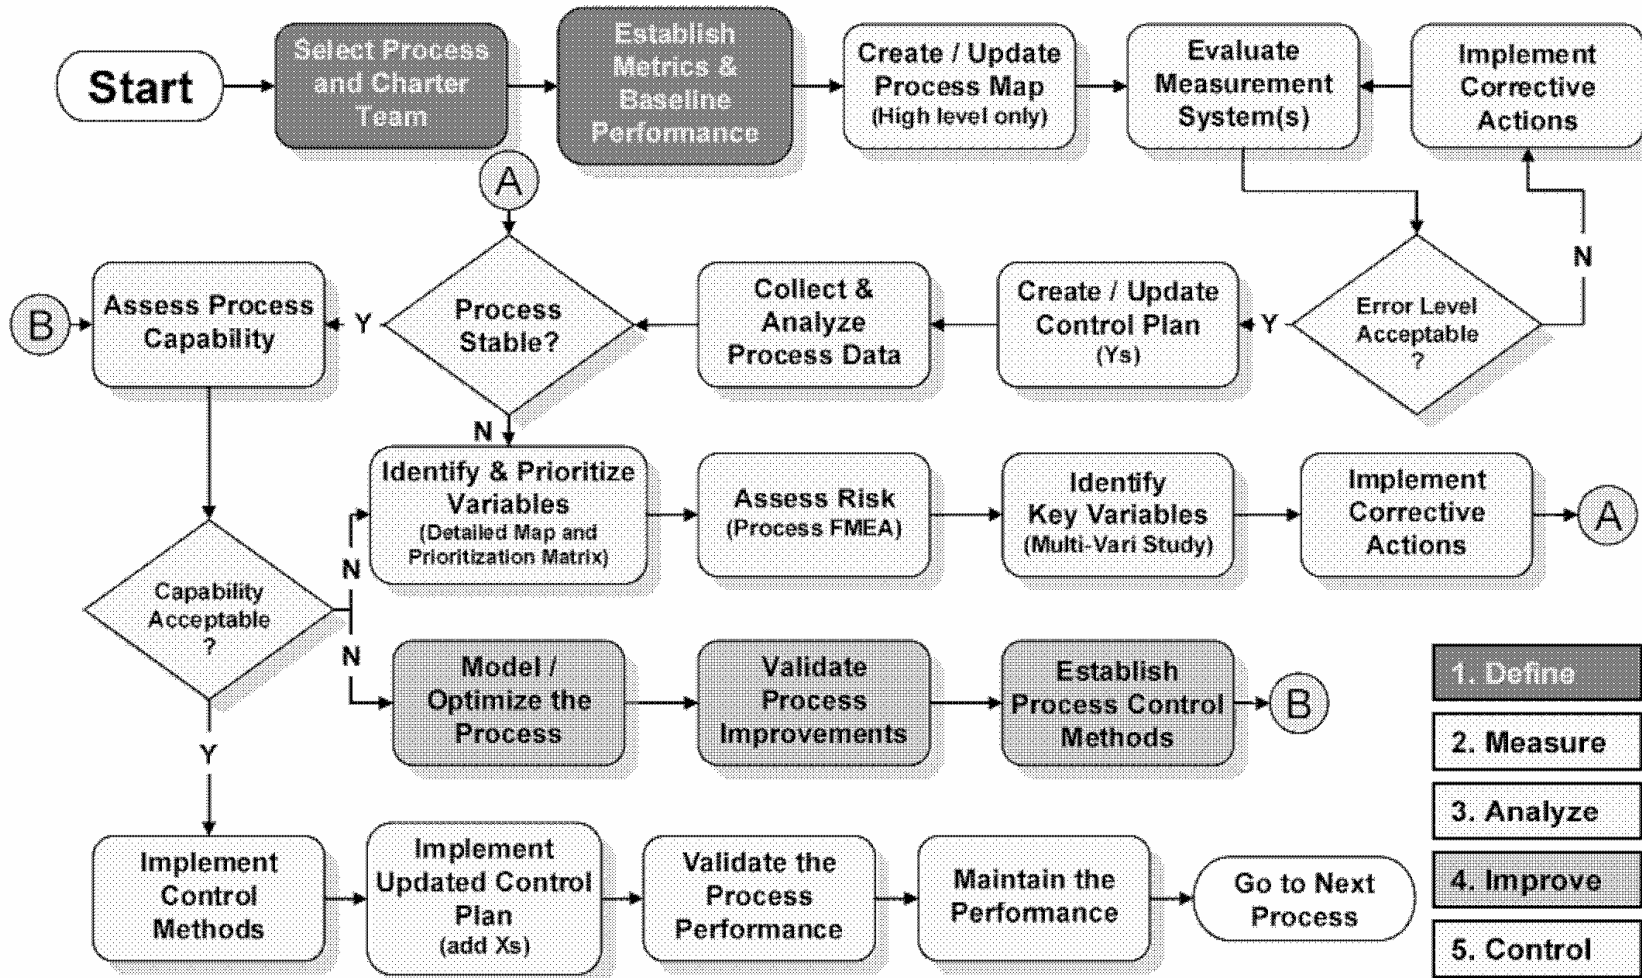 Start
Select Process
and Charter
Team
Establish
Metrics &
Baseline
Performance
Create / Update
Process Map
(High level only)
Evaluate
Measurement
System(s)
Implement
Corrective
Actions
A
N
B
Assess Process
Capability
Y
Process
Stable?
Collect &
Analyze
Process Data
Create / Update
Control Plan
(Ys)
Y
Error Level
Acceptable
?
N
Identify & Prioritize
Variables
(Detailed Map and
Prioritization Matrix)
Assess Risk
(Process FMEA)
Identify
Key Variables
(Multi-Vari Study)
Implement
Corrective
Actions
A
N
Capability
Acceptable
?
N
Model /
Optimize the
Process
Validate
Process
Improvements
Establish
Process Control
Methods
B
Y
Implement
Control
Methods
Implement
Updated Control
Plan
(add Xs)
Validate the
Process
Performance
Maintain the
Performance
Go to Next
Process
1. Define
2. Measure
3. Analyze
4. Improve
5. Control